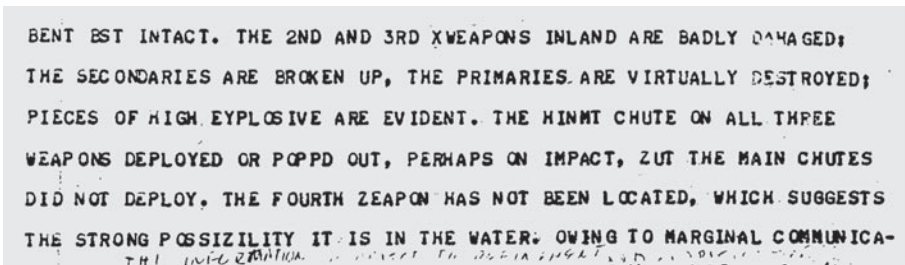 BENT BST INTACT. THE 2ND AND 3RD XWEAPONS INLAND ARE BADLY DAMAGED;
THE SECONDARIES ARE BROKEN UP, THE PRIMARIES ARE VIRTUALLY DESTROYED;
PIECES OF HIGH EYPLOSIVE ARE EVIDENT. THE HINMT CHUTE ON ALL THREE
WEAPONS DEPLOYED OR POPPD OUT, PERHAPS ON IMPACT, ZUT THE MAIN CHUTES
DID NOT DEPLOY. THE FOURTH ZEAPON HAS NOT BEEN LOCATED, WHICH SUGGESTS
THE STRONG POSSIZILITY IT IS IN THE WATER. OWING TO MARGINAL COMMUNICA-